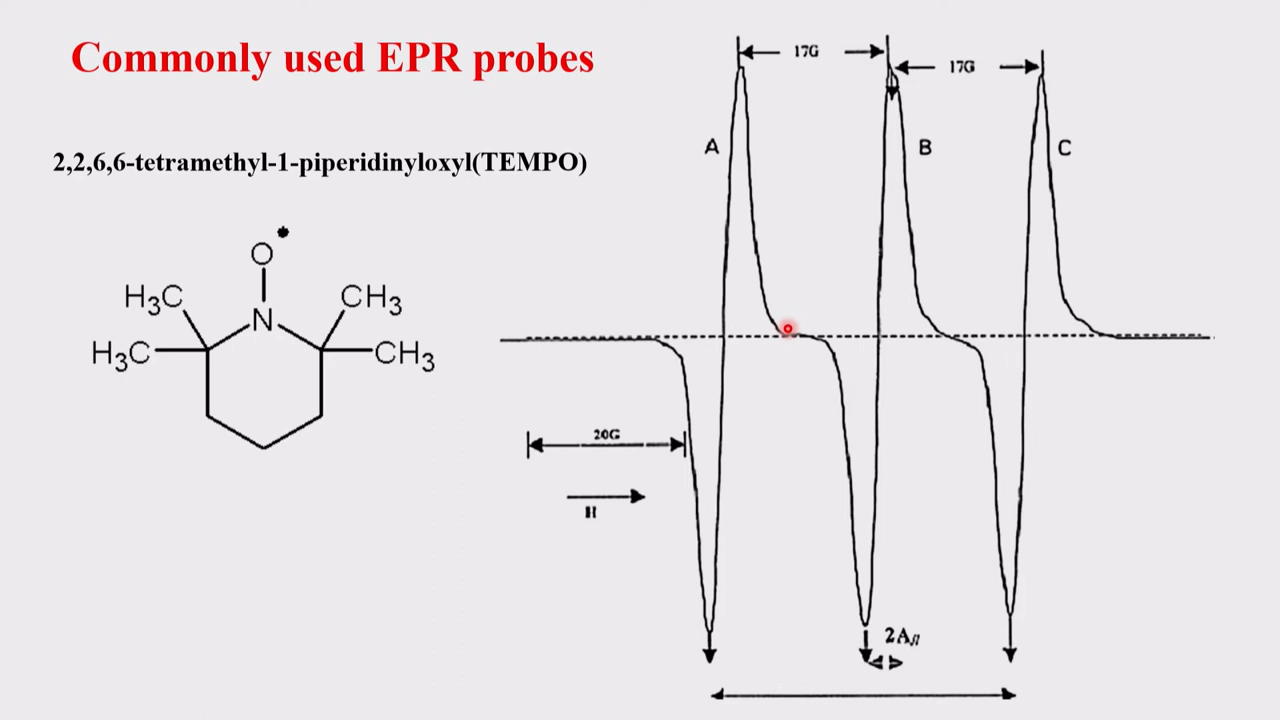 Commonly used EPR probes
2,2,6,6-tetramethyl-1-piperidinyloxyl(TEMPO)
O
H3C
CH3
N
H3C
CH3
17G
17G
A
B
C
20G
H
2A//